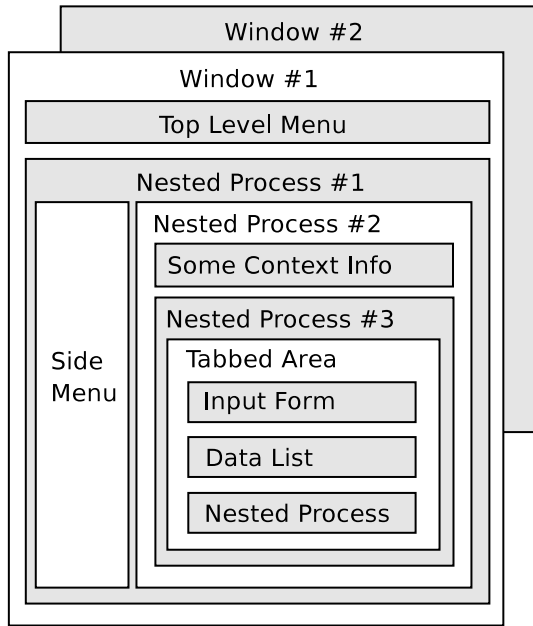 Window #2
Window #1
Top Level Menu
Nested Process #1
Nested Process #2
Some Context Info
Nested Process #3
Side
Menu
Tabbed Area
Input Form
Data List
Nested Process